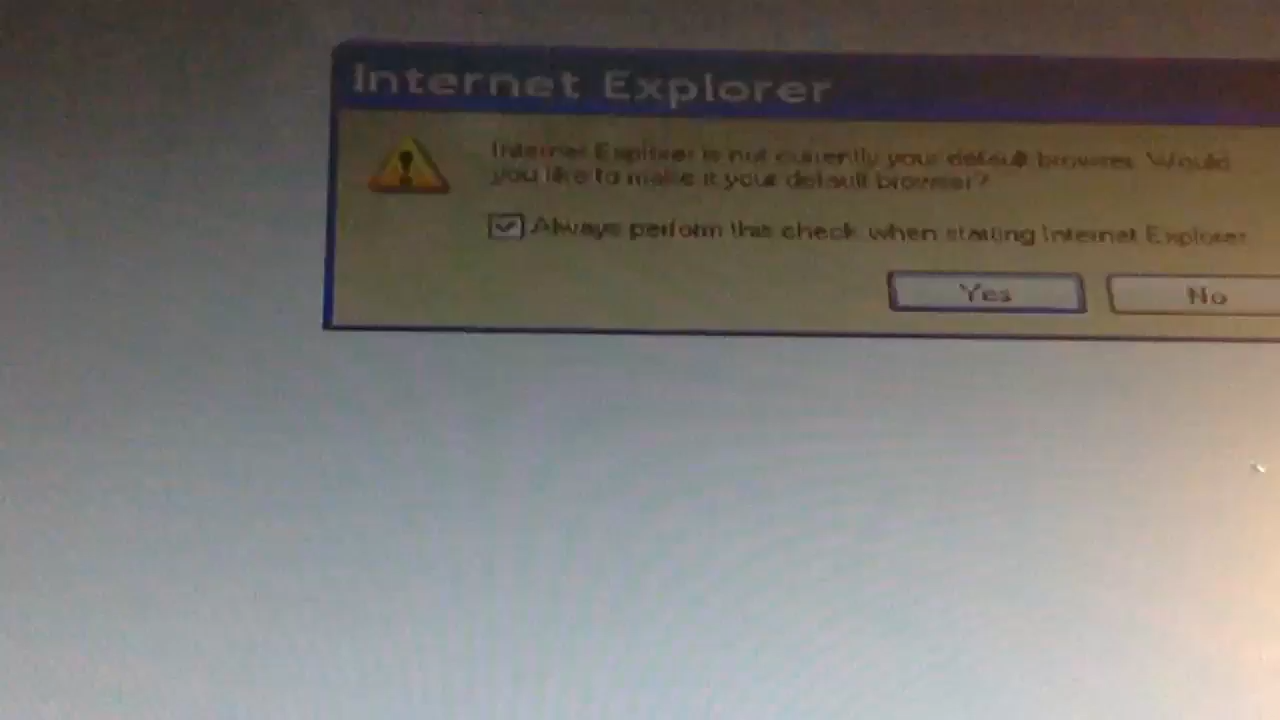 Internet Explorer
Internet Explorer is not currently your default browser. Would
you like to make it your default browser?
Always perform this check when starting Internet Explorer
Yes
No